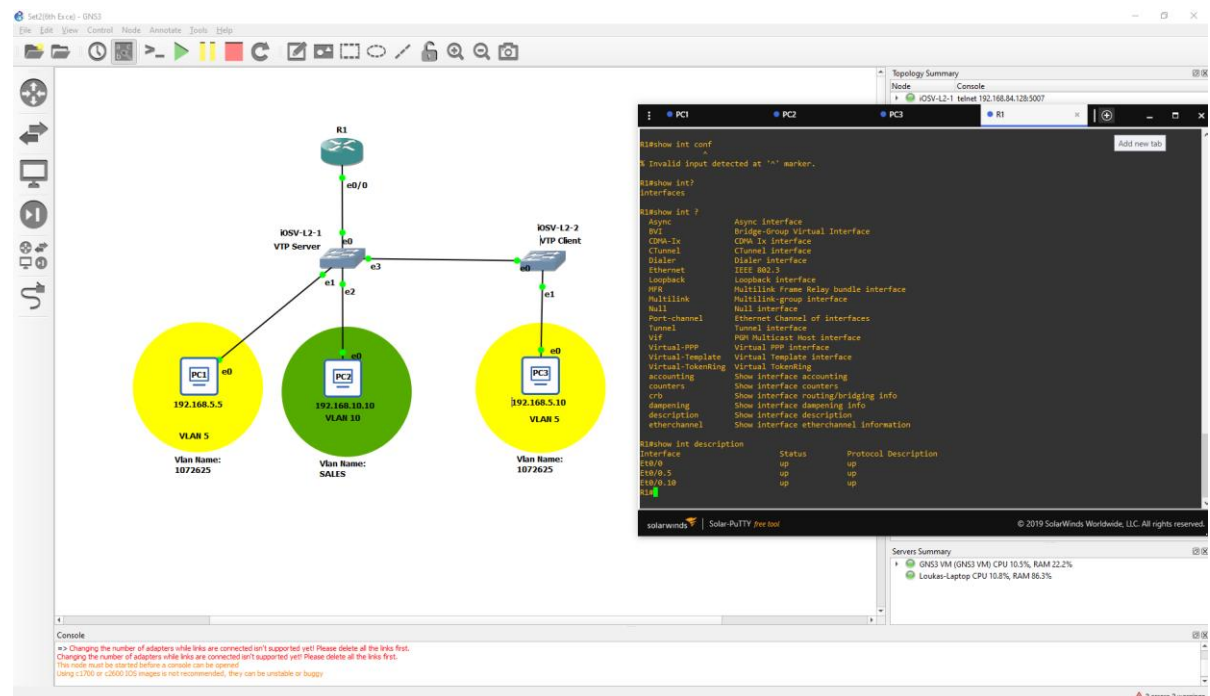 Set2(8th Exce) - GNS3
File Edit View Control Node Annotate Tools Help
Topology Summary
Node Console
iOSV-L2-1 telnet 192.168.84.128:5007
R1
e0/0
iOSV-L2-1
VTP Server
e0
e3
e1
e2
iOSV-L2-2
VTP Client
e0
e1
PC1
e0
192.168.5.5
VLAN 5
Vlan Name:
1072625
e0
PC2
192.168.10.10
VLAN 10
Vlan Name:
SALES
e0
PC3
192.168.5.10
VLAN 5
Vlan Name:
1072625
PC1 PC2 PC3 R1
Add new tab
R1#show int conf
^
% Invalid input detected at '^' marker.
R1#show int?
interfaces
R1#show int ?
Async Async interface
BVI Bridge-Group Virtual Interface
CDMA-Ix CDMA Ix interface
CTunnel CTunnel interface
Dialer Dialer interface
Ethernet IEEE 802.3
Loopback Loopback interface
MFR Multilink Frame Relay bundle interface
Multilink Multilink-group interface
Null Null interface
Port-channel Ethernet Channel of interfaces
Tunnel Tunnel interface
Vif PGM Multicast Host interface
Virtual-PPP Virtual PPP interface
Virtual-Template Virtual Template interface
Virtual-TokenRing Virtual TokenRing
accounting Show interface accounting
counters Show interface counters
crb Show interface routing/bridging info
dampening Show interface dampening info
description Show interface description
etherchannel Show interface etherchannel information
R1#show int description
Interface Status Protocol Description
Et0/0 up up
Et0/0.5 up up
Et0/0.10 up up
R1#
solarwinds Solar-PuTTY free tool © 2019 SolarWinds Worldwide, LLC. All rights reserved.
Servers Summary
GNS3 VM (GNS3 VM) CPU 10.5%, RAM 22.2%
Loukas-Laptop CPU 10.8%, RAM 86.3%
Console
=> Changing the number of adapters while links are connected isn't supported yet! Please delete all the links first.
Changing the number of adapters while links are connected isn't supported yet! Please delete all the links first.
This node must be started before a console can be opened
Using c1700 or c2600 IOS images is not recommended, they can be unstable or buggy